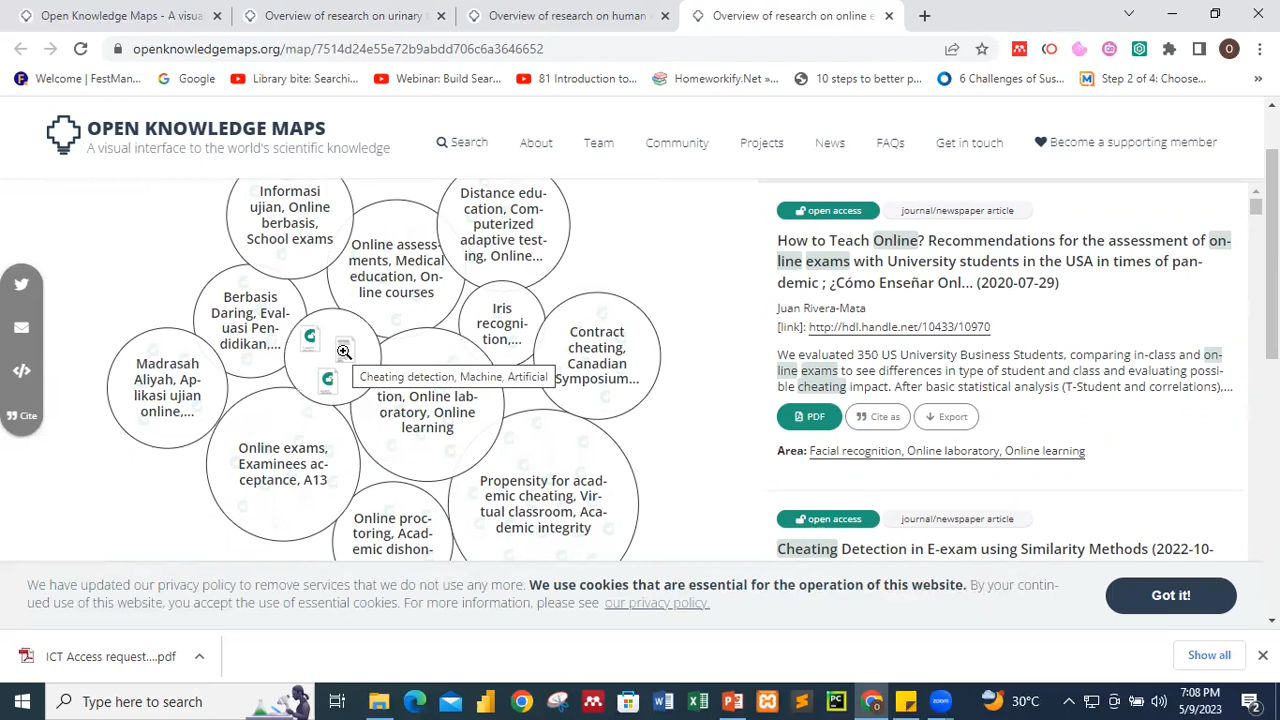 Open Knowledge Maps - A visua
Overview of research on urinary t
Overview of research on human e
Overview of research on online e
openknowledgemaps.org/map/7514d24e55e72b9abdd706c6a3646652
O
Welcome | FestMan...
Google
Library bite: Searchi...
Webinar: Build Sear...
81 Introduction to...
Homeworkify.Net »...
10 steps to better p...
6 Challenges of Sus...
Step 2 of 4: Choose...
»
OPEN KNOWLEDGE MAPS
A visual interface to the world's scientific knowledge
Search
About
Team
Community
Projects
News
FAQs
Get in touch
Become a supporting member
Informasi
ujian, Online
berbasis,
School exams
Distance edu-
cation, Com-
puterized
adaptive test-
ing, Online...
Online assess-
ments, Medical
education, On-
line courses
Berbasis
Daring, Eval-
uasi Pen-
didikan,...
Iris
recogni-
tion,...
Contract
cheating,
Canadian
Symposium...
Madrasah
Aliyah, Ap-
likasi ujian
online,...
Cheating detection, Machine, Artificial
tion, Online lab-
oratory, Online
learning
Online exams,
Examinees ac-
ceptance, A13
Propensity for acad-
emic cheating, Vir-
tual classroom, Aca-
demic integrity
Online proc-
toring, Acad-
emic dishon-
Cite
open access
journal/newspaper article
How to Teach Online? Recommendations for the assessment of on-
line exams with University students in the USA in times of pan-
demic ; ¿Cómo Enseñar Onl... (2020-07-29)
Juan Rivera-Mata
[link]: http://hdl.handle.net/10433/10970
We evaluated 350 US University Business Students, comparing in-class and on-
line exams to see differences in type of student and class and evaluating possi-
ble cheating impact. After basic statistical analysis (T-Student and correlations),...
PDF
Cite as
Export
Area: Facial recognition, Online laboratory, Online learning
open access
journal/newspaper article
Cheating Detection in E-exam using Similarity Methods (2022-10-
We have updated our privacy policy to remove services that we do not use any more. We use cookies that are essential for the operation of this website. By your contin-
ued use of this website, you accept the use of essential cookies. For more information, please see our privacy policy.
Got it!
ICT Access request....pdf
Show all
Type here to search
30°C
7:08 PM
5/9/2023
2